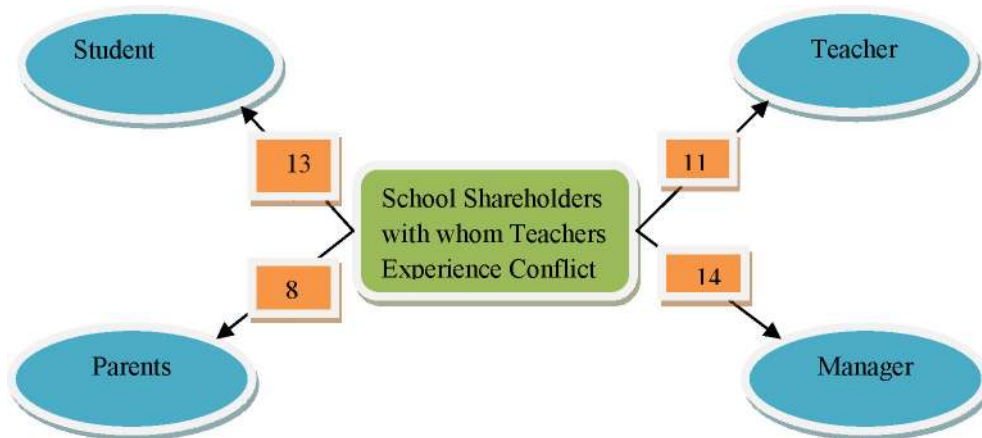 Student
Teacher
13
11
School Shareholders
with whom Teachers
Experience Conflict
8
14
Parents
Manager